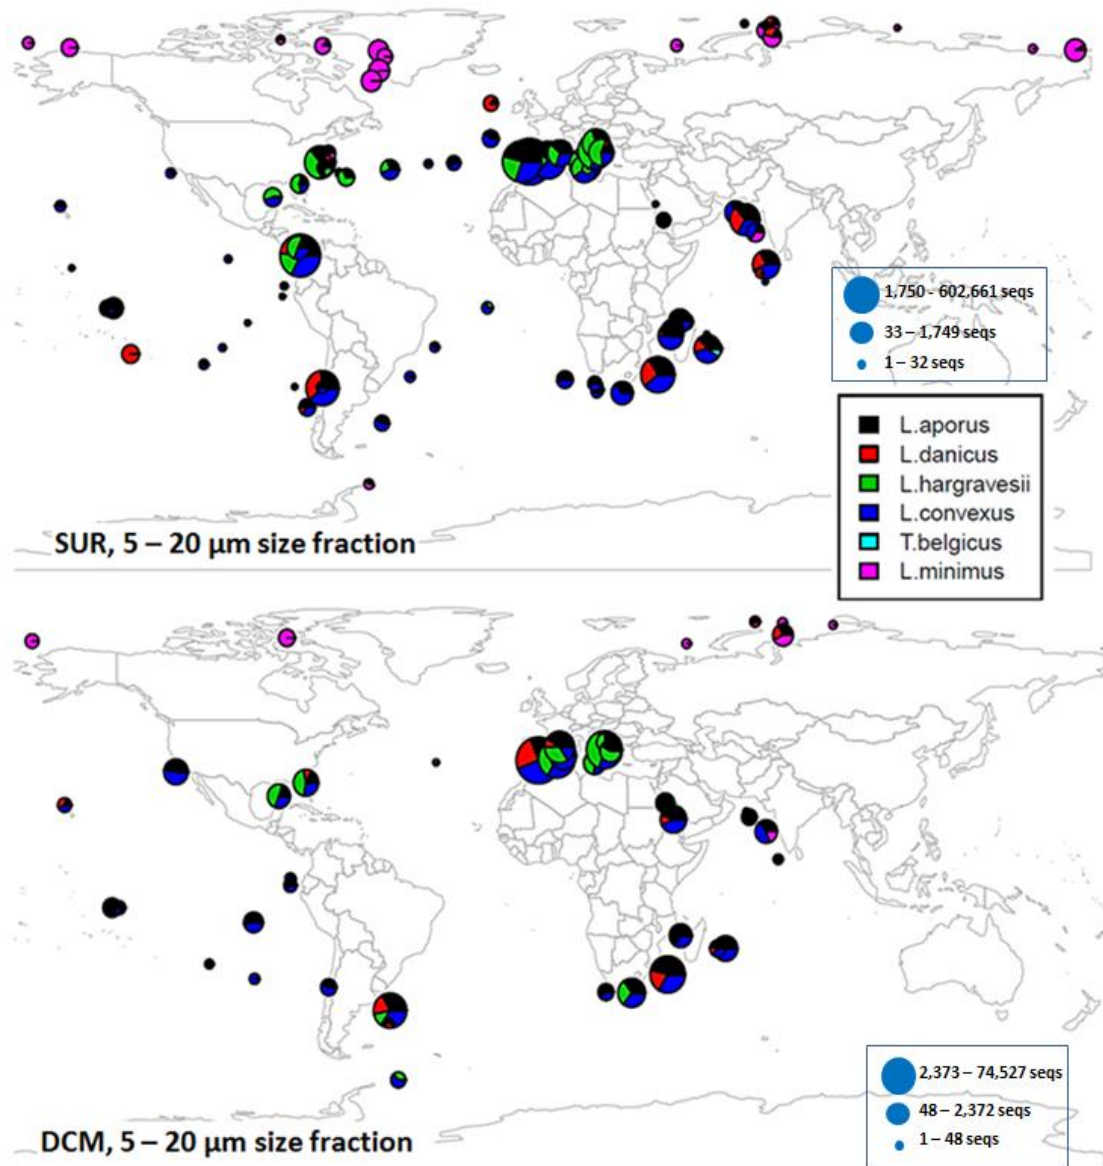 1,750 - 602,661 seqs
33 – 1,749 seqs
1 – 32 seqs
L.aporus
L.danicus
L.hargravesii
L.convexus
T.belgicus
L.minimus
SUR, 5 – 20 µm size fraction
2,373 – 74,527 seqs
48 – 2,372 seqs
1 – 48 seqs
DCM, 5 – 20 µm size fraction